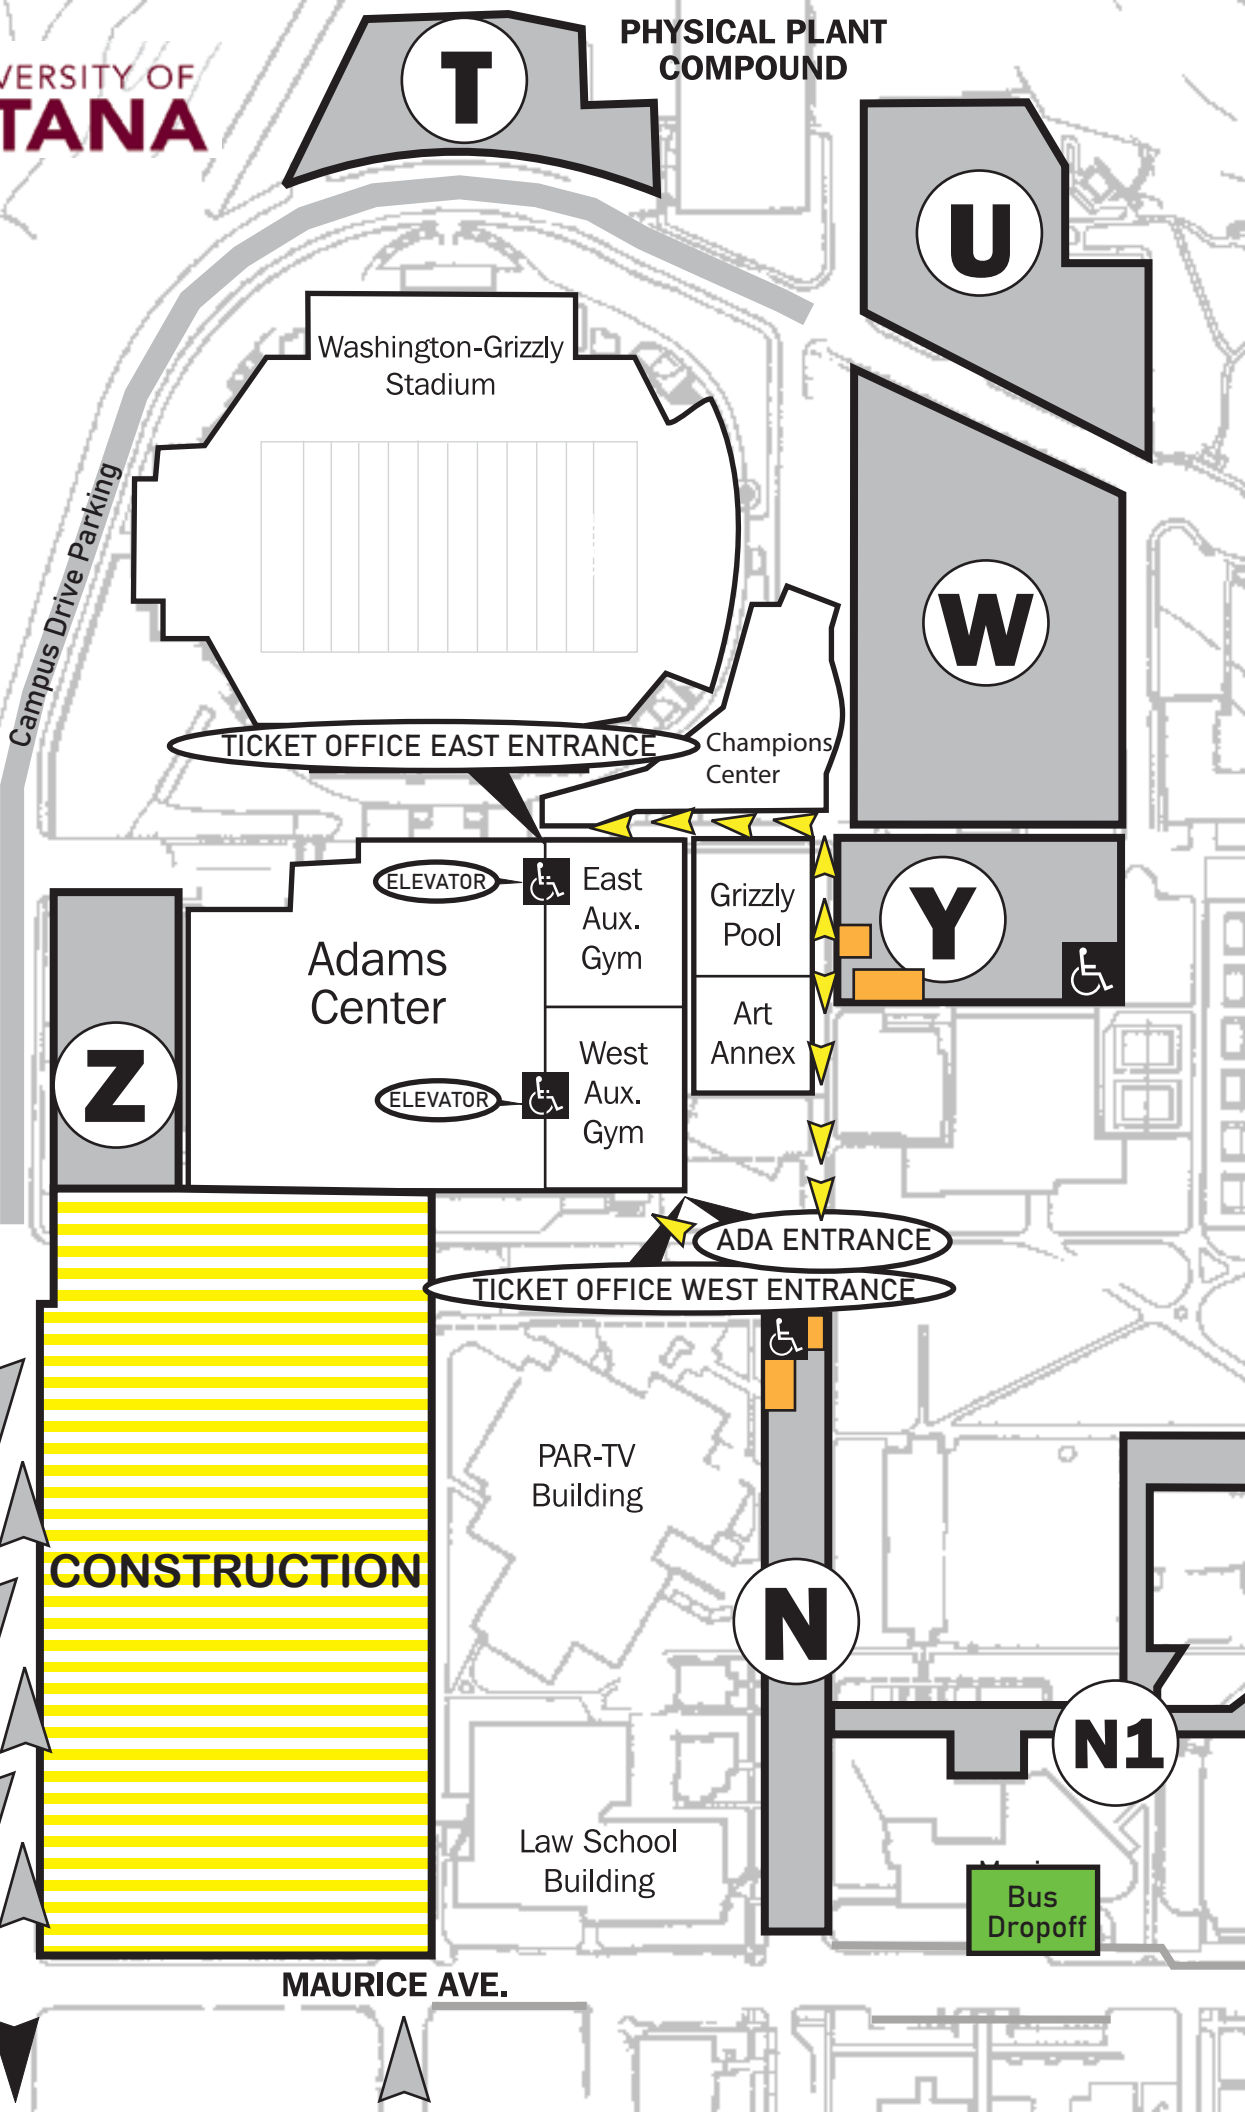 PHYSICAL PLANT
COMPOUND
T
VERSITY OF
TANA
U
Washington-Grizzly
Stadium
Campus Drive Parking
W
TICKET OFFICE EAST ENTRANCE
Champions
Center
ELEVATOR
East
Aux.
Gym
Grizzly
Pool
Y
Adams
Center
Art
Annex
Z
ELEVATOR
West
Aux.
Gym
ADA ENTRANCE
TICKET OFFICE WEST ENTRANCE
PAR-TV
Building
CONSTRUCTION
N
N1
Law School
Building
Bus
Dropoff
MAURICE AVE.